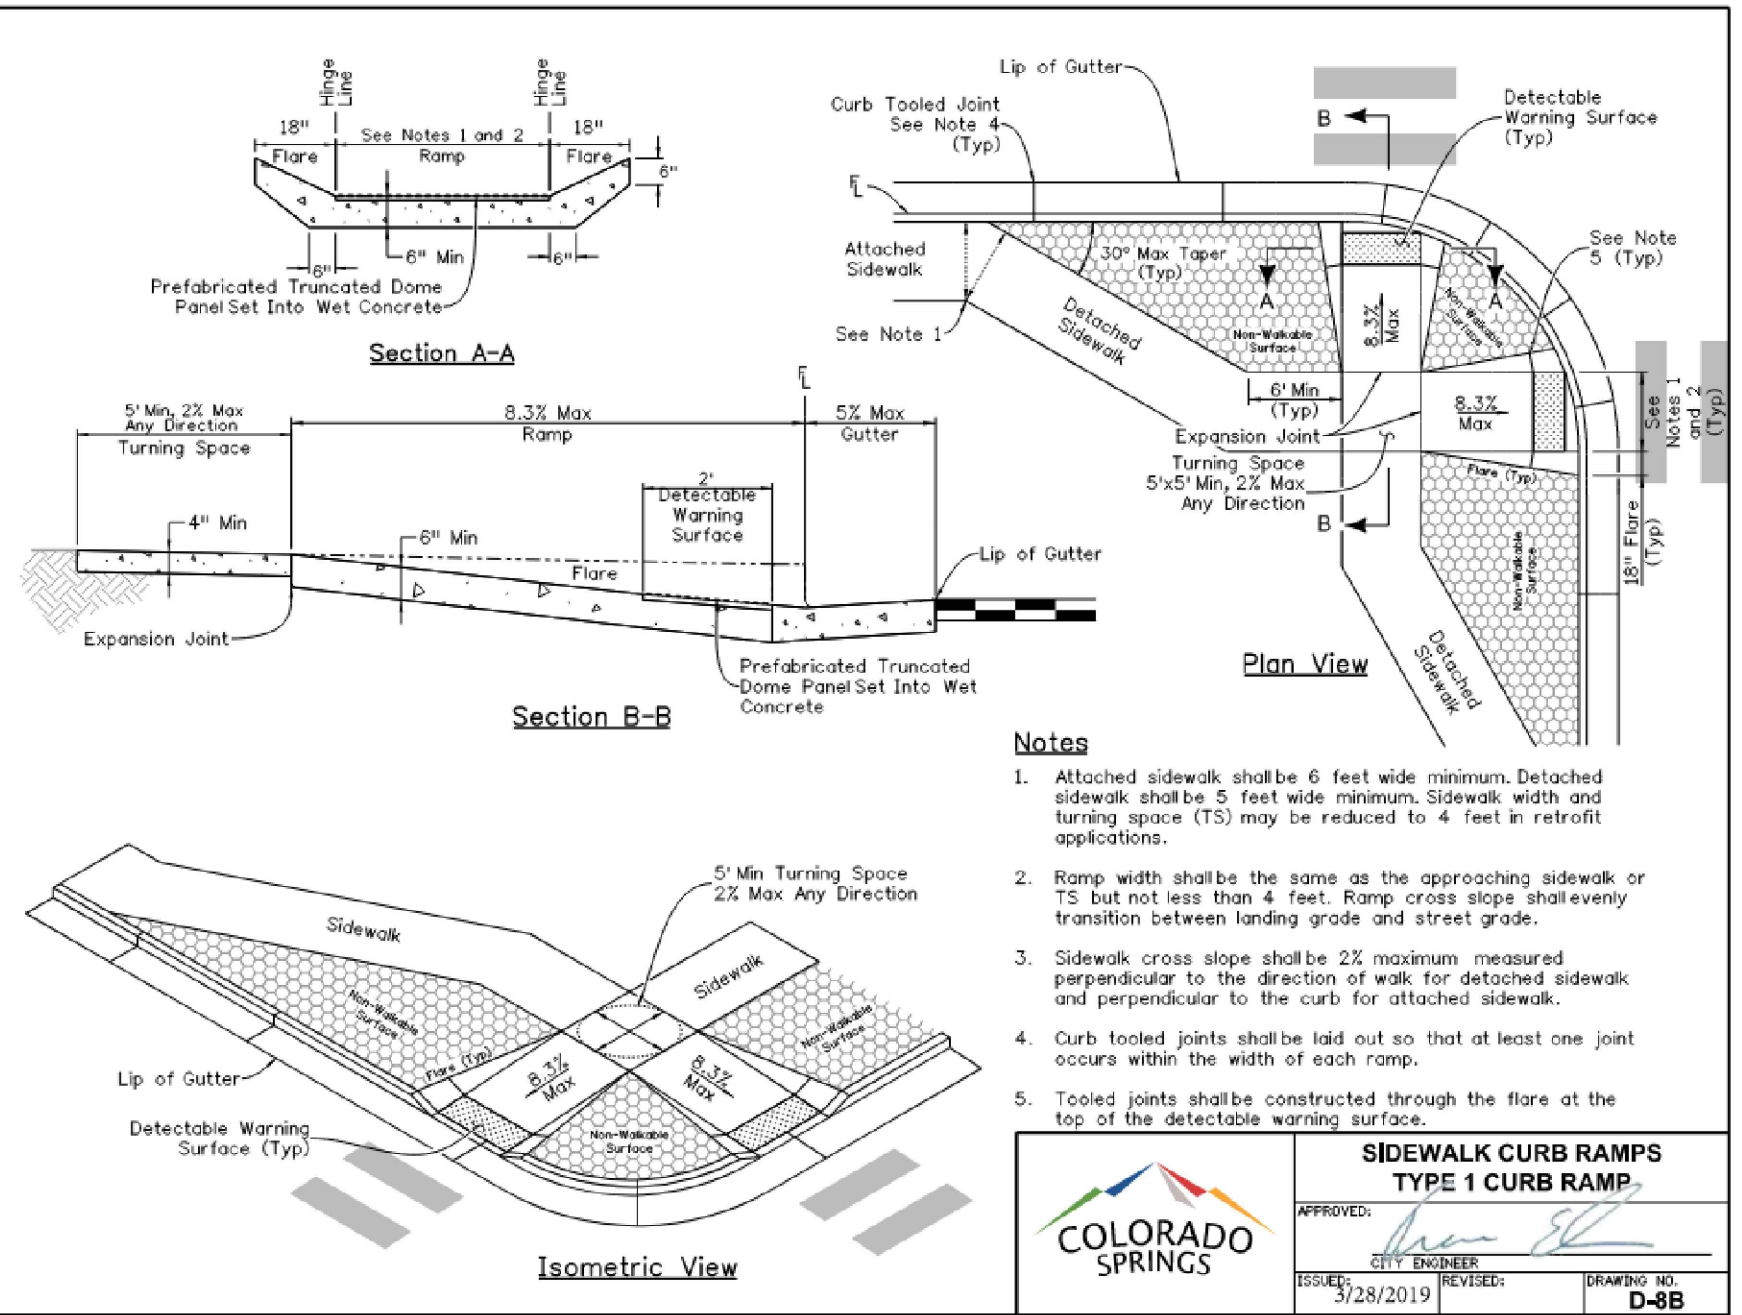 Hinge
Line
Hinge
Line
18"
See Notes 1 and 2
18"
Flare
Ramp
Flare
6"
6" Min
6"
6"
Prefabricated Truncated Dome
Panel Set Into Wet Concrete
Section A-A
Lip of Gutter
Curb Tooled Joint
See Note 4
(Typ)
B
Detectable
Warning Surface
(Typ)
FL
Attached
Sidewalk
30° Max Taper
(Typ)
A
A
See Note
5 (Typ)
See Note 1
Detached
Sidewalk
Non-Walkable
Surface
8.3%
Max
Non-Walkable
Surface
6' Min
(Typ)
8.3%
Max
See
Notes 1
and 2
(Typ)
Expansion Joint
Turning Space
5'x5' Min, 2% Max
Any Direction
Flare (Typ)
B
18" Flare
(Typ)
Non-Walkable
Surface
Detached
Sidewalk
Plan View
FL
5' Min, 2% Max
Any Direction
Turning Space
8.3% Max
Ramp
5% Max
Gutter
2'
Detectable
Warning
Surface
4" Min
6" Min
Flare
Lip of Gutter
Expansion Joint
Prefabricated Truncated
Dome Panel Set Into Wet
Concrete
Section B-B
Notes
1. Attached sidewalk shall be 6 feet wide minimum. Detached
sidewalk shall be 5 feet wide minimum. Sidewalk width and
turning space (TS) may be reduced to 4 feet in retrofit
applications.
2. Ramp width shall be the same as the approaching sidewalk or
TS but not less than 4 feet. Ramp cross slope shall evenly
transition between landing grade and street grade.
3. Sidewalk cross slope shall be 2% maximum measured
perpendicular to the direction of walk for detached sidewalk
and perpendicular to the curb for attached sidewalk.
4. Curb tooled joints shall be laid out so that at least one joint
occurs within the width of each ramp.
5. Tooled joints shall be constructed through the flare at the
top of the detectable warning surface.
5' Min Turning Space
2% Max Any Direction
Sidewalk
Sidewalk
Non-Walkable
Surface
Non-Walkable
Surface
Flare (Typ)
8.3%
Max
8.3%
Max
Lip of Gutter
Detectable Warning
Surface (Typ)
Non-Walkable
Surface
Isometric View
COLORADO
SPRINGS
SIDEWALK CURB RAMPS
TYPE 1 CURB RAMP
APPROVED:
CITY ENGINEER
ISSUED:
3/28/2019
REVISED:
DRAWING NO.
D-8B